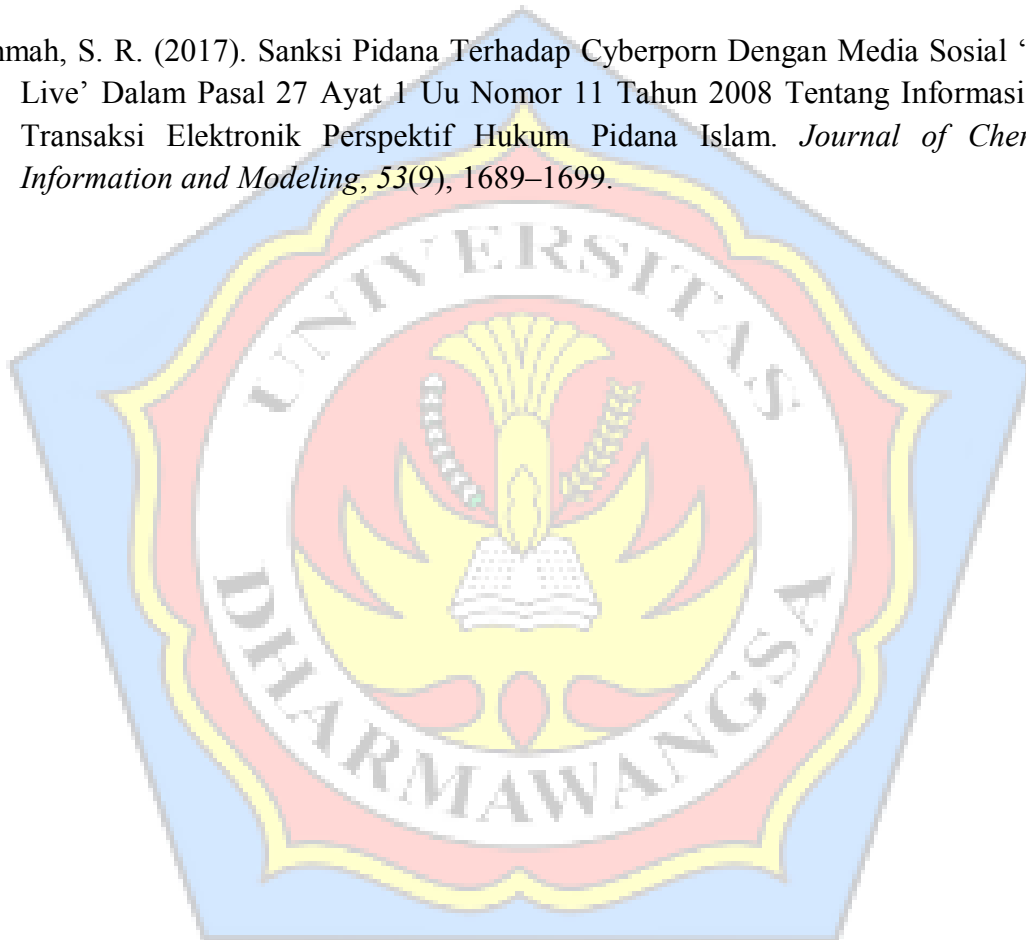 nmah, S. R. (2017). Sanksi Pidana Terhadap Cyberporn Dengan Media Sosial ‘
Live’ Dalam Pasal 27 Ayat 1 Uu Nomor 11 Tahun 2008 Tentang Informasi
Transaksi Elektronik Perspektif Hukum Pidana Islam. Journal of Cher
Information and Modeling, 53(9), 1689–1699.
UNIVERSITAS
DHARMAWANGSA